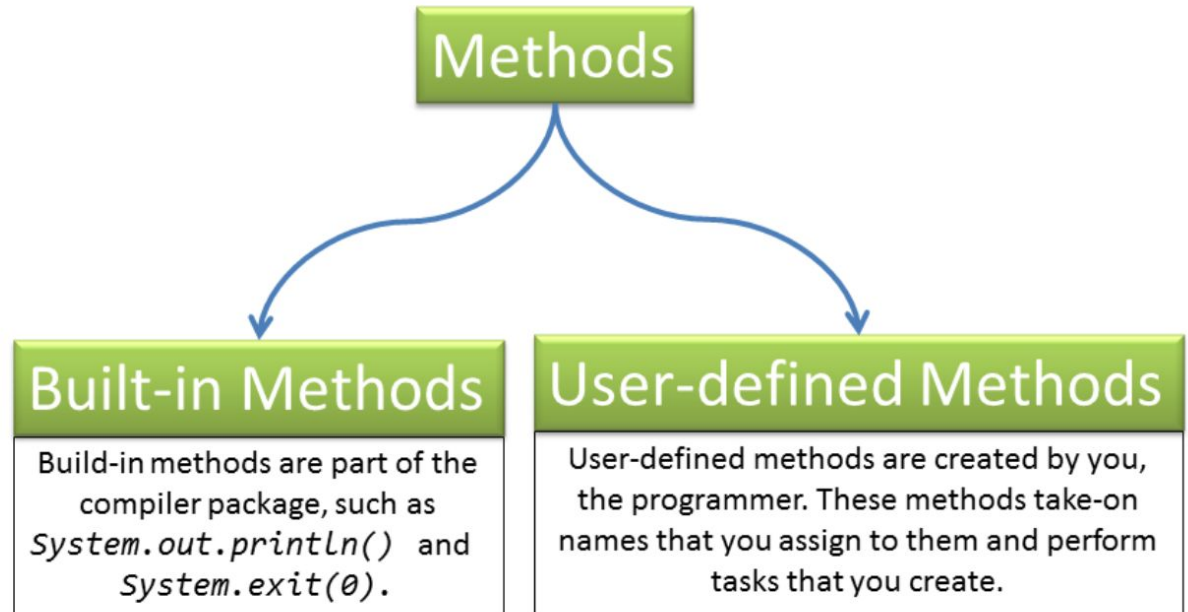 Methods
Built-in Methods
Build-in methods are part of the
compiler package, such as
System.out.println() and
System.exit(0).
User-defined Methods
User-defined methods are created by you,
the programmer. These methods take-on
names that you assign to them and perform
tasks that you create.